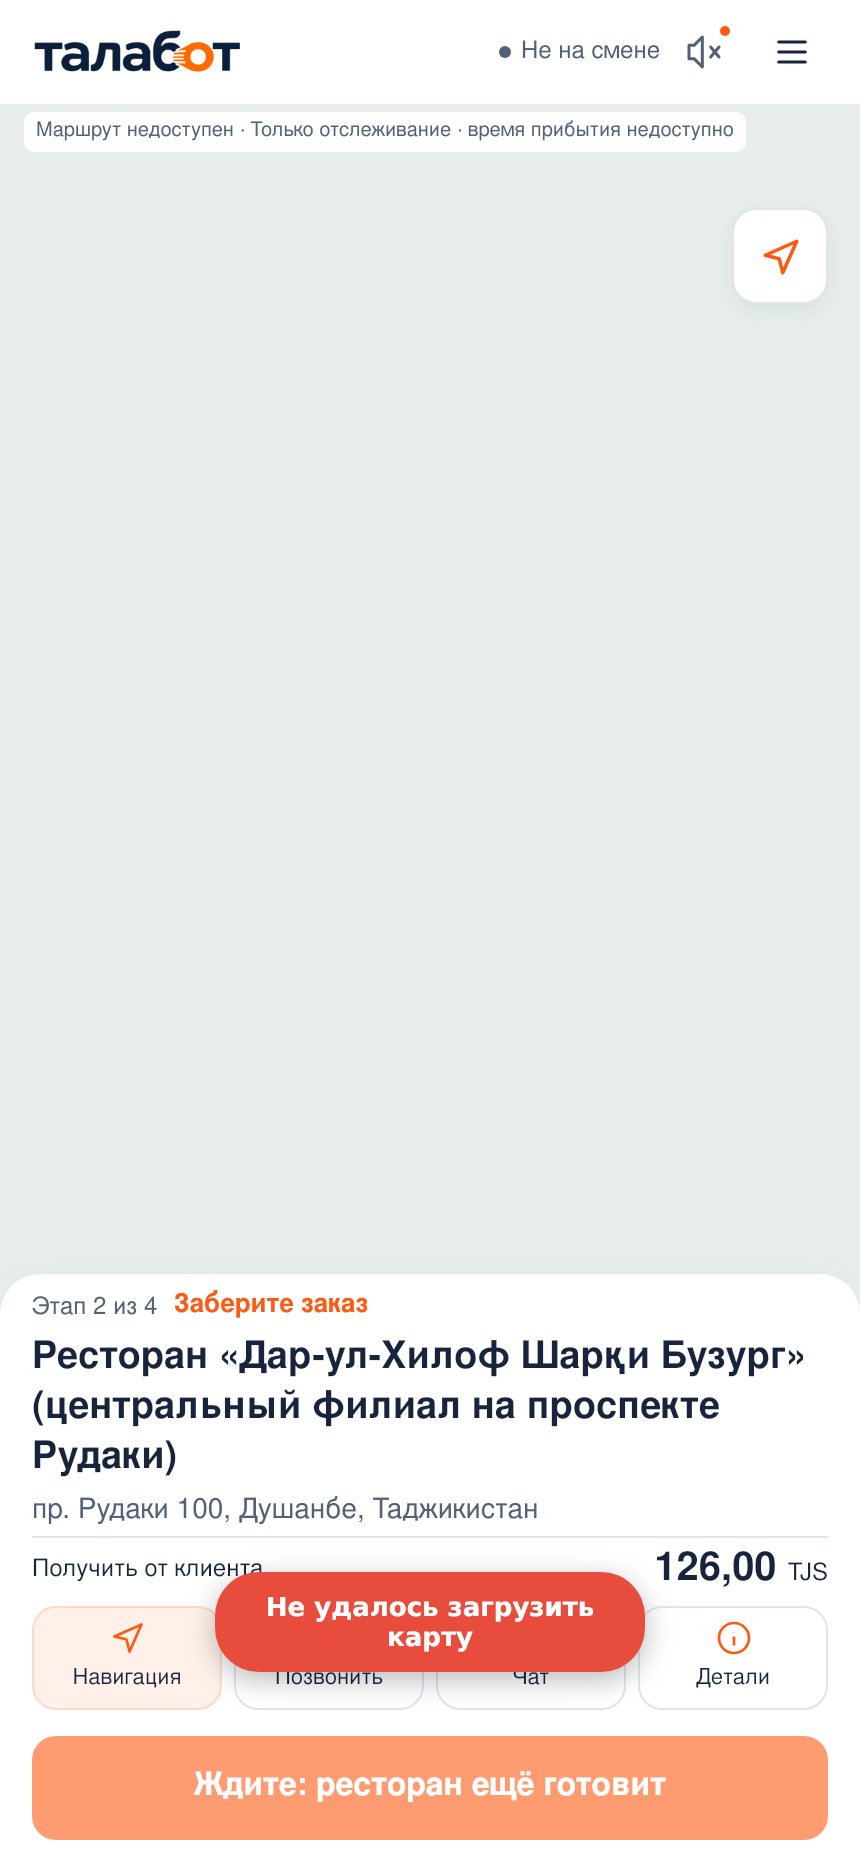 талабот
Не на смене
Маршрут недоступен · Только отслеживание · время прибытия недоступно
Этап 2 из 4 Заберите заказ
Ресторан «Дар-ул-Хилоф Шарқи Бузург»
(центральный филиал на проспекте
Рудаки)
пр. Рудаки 100, Душанбе, Таджикистан
Получить от клиента 126,00 TJS
Не удалось загрузить
карту
Навигация Позвонить Чат Детали
Ждите: ресторан ещё готовит